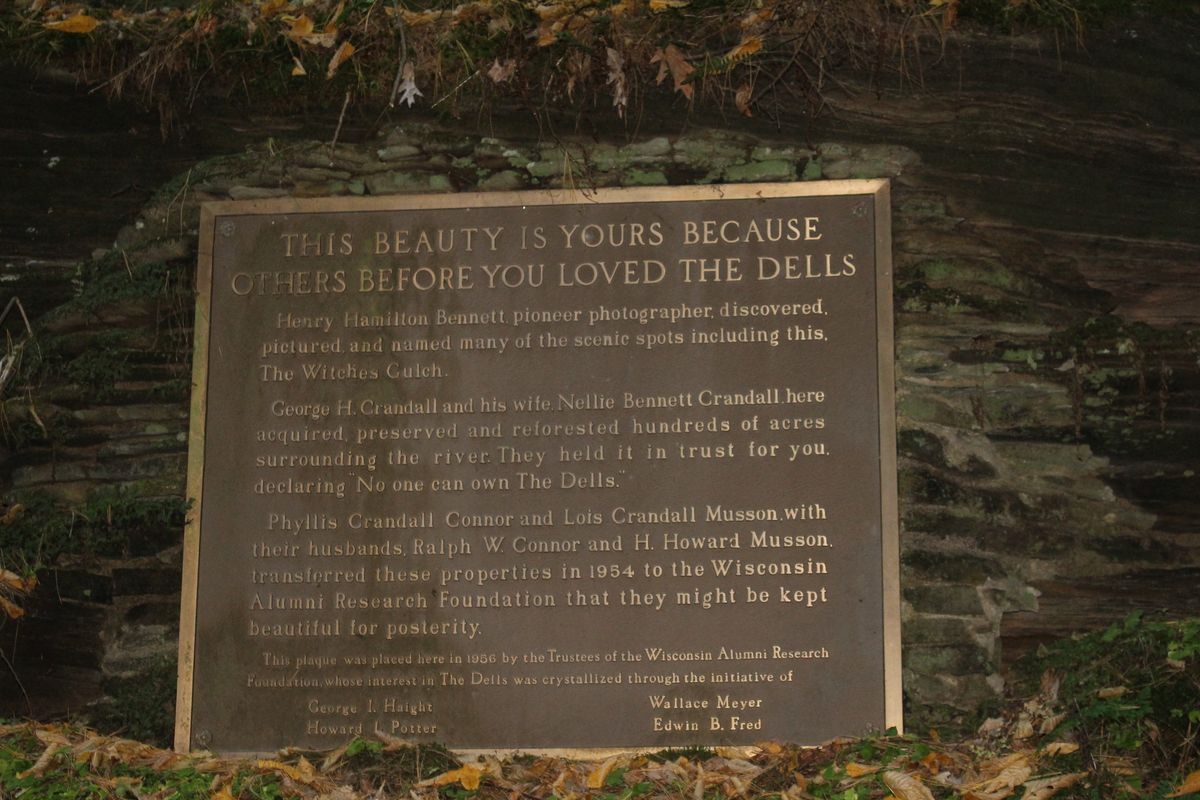 THIS BEAUTY IS YOURS BECAUSE
OTHERS BEFORE YOU LOVED THE DELLS
Henry Hamilton Bennett, pioneer photographer, discovered,
pictured, and named many of the scenic spots including this,
The Witches Gulch.
George H. Crandall and his wife, Nellie Bennett Crandall, here
acquired, preserved and reforested hundreds of acres
surrounding the river. They held it in trust for you,
declaring "No one can own The Dells."
Phyllis Crandall Connor and Lois Crandall Musson, with
their husbands, Ralph W. Connor and H. Howard Musson,
transferred these properties in 1954 to the Wisconsin
Alumni Research Foundation that they might be kept
beautiful for posterity.
This plaque was placed here in 1956 by the Trustees of the Wisconsin Alumni Research
Foundation, whose interest in The Dells was crystallized through the initiative of
George I. Haight Wallace Meyer
Howard I. Potter Edwin B. Fred